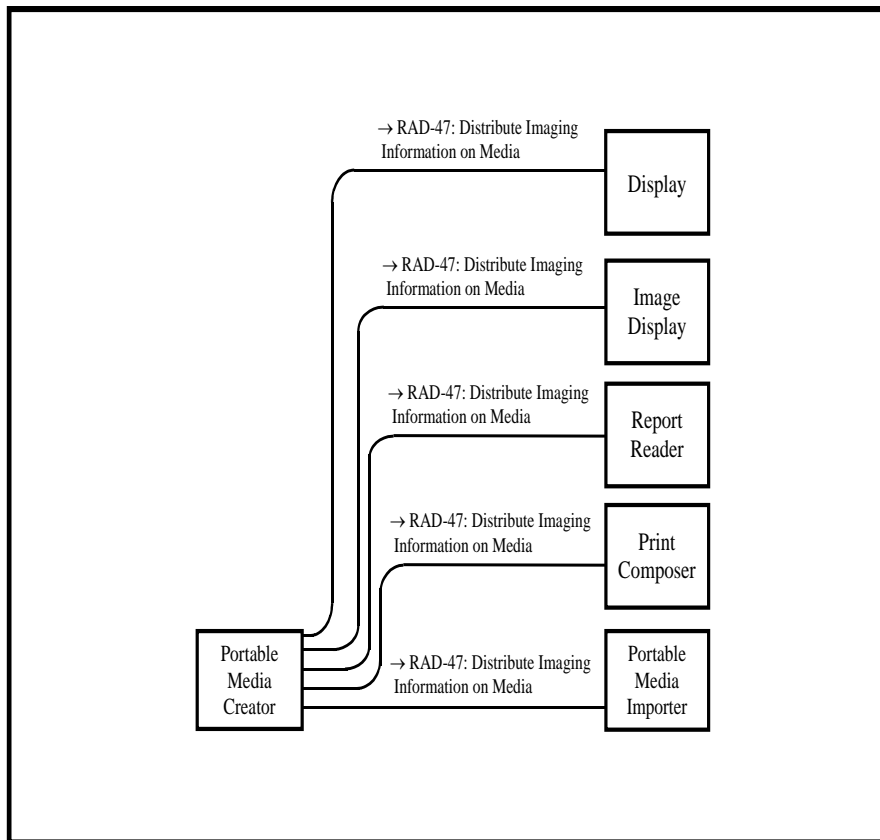 → RAD-47: Distribute Imaging
Information on Media
Display
→ RAD-47: Distribute Imaging
Information on Media
Image
Display
→ RAD-47: Distribute Imaging
Information on Media
Report
Reader
→ RAD-47: Distribute Imaging
Information on Media
Print
Composer
Portable
Media
Creator
→ RAD-47: Distribute Imaging
Information on Media
Portable
Media
Importer